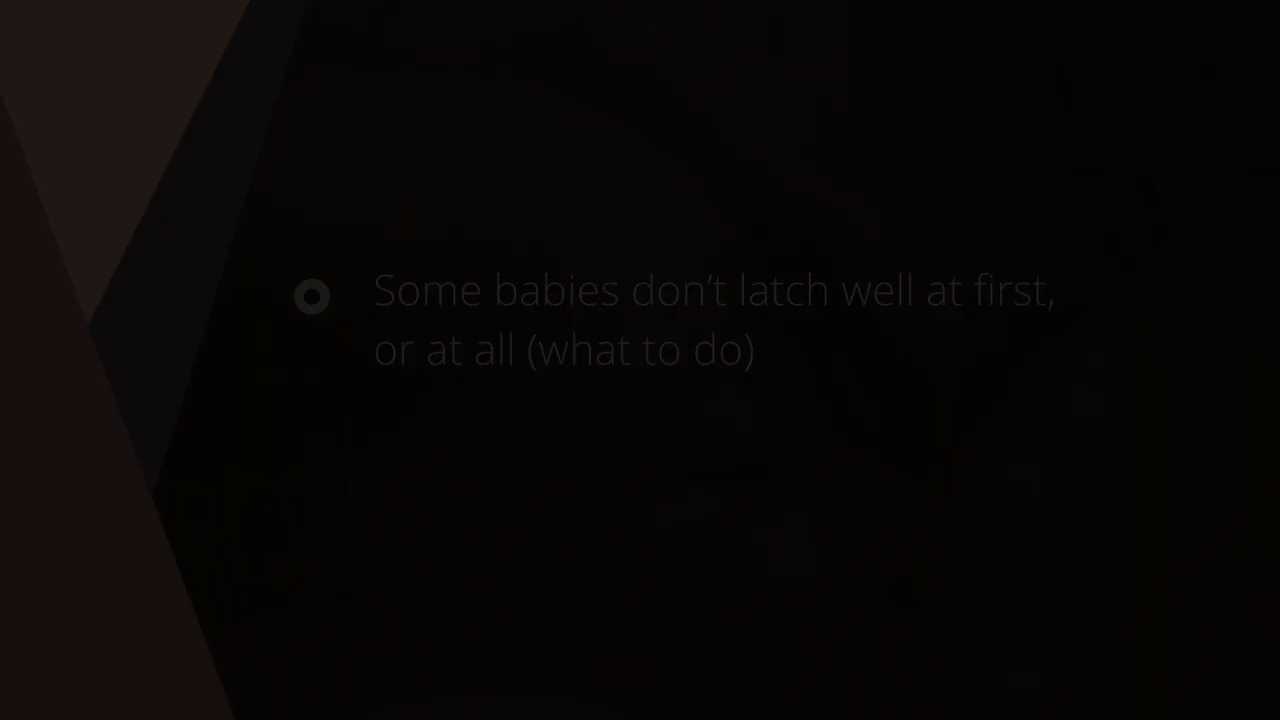 Some babies don't latch well at first,
or at all (what to do)